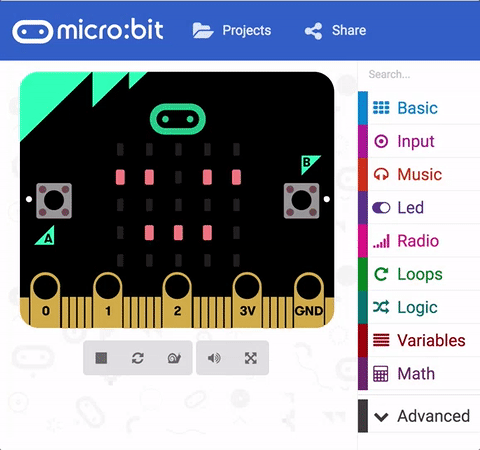 micro:bit Projects Share
Search...
Basic
Input
Music
Led
Radio
Loops
Logic
Variables
Math
Advanced
B
A
0 1 2 3V GND